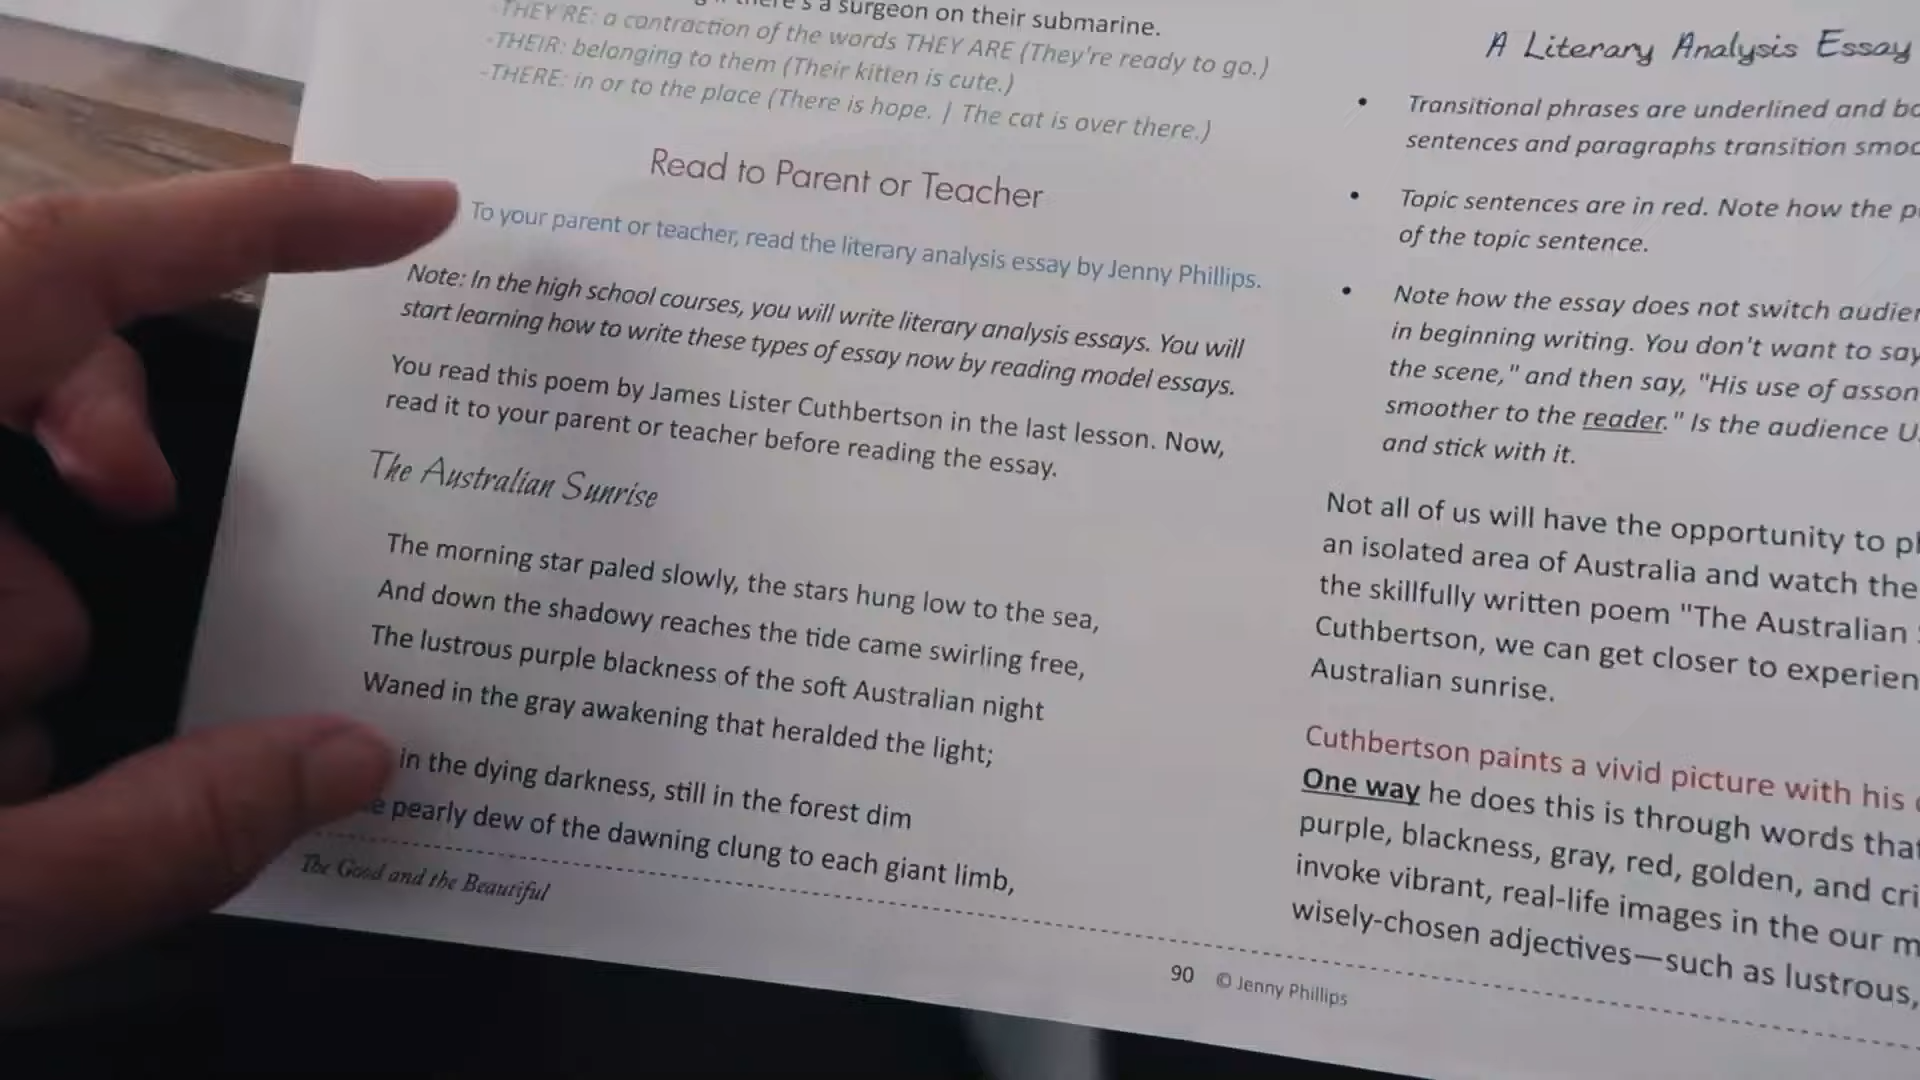 there's a surgeon on their submarine.
-THEY'RE: a contraction of the words THEY ARE (They're ready to go.)
-THEIR: belonging to them (Their kitten is cute.)
-THERE: in or to the place (There is hope. | The cat is over there.)
Read to Parent or Teacher
To your parent or teacher, read the literary analysis essay by Jenny Phillips.
Note: In the high school courses, you will write literary analysis essays. You will
start learning how to write these types of essay now by reading model essays.
You read this poem by James Lister Cuthbertson in the last lesson. Now,
read it to your parent or teacher before reading the essay.
The Australian Sunrise
The morning star paled slowly, the stars hung low to the sea,
And down the shadowy reaches the tide came swirling free,
The lustrous purple blackness of the soft Australian night
Waned in the gray awakening that heralded the light;
in the dying darkness, still in the forest dim
pearly dew of the dawning clung to each giant limb,
The Good and the Beautiful
90 © Jenny Phillips
A Literary Analysis Essay
• Transitional phrases are underlined and
sentences and paragraphs transition
• Topic sentences are in red. Note how the
of the topic sentence.
• Note how the essay does not switch
in beginning writing. You don't want to say
the scene," and then say, "His use of
smoother to the reader." Is the audience
and stick with it.
Not all of us will have the opportunity to
an isolated area of Australia and watch the
the skillfully written poem "The Australian
Cuthbertson, we can get closer to
Australian sunrise.
Cuthbertson paints a vivid picture with his
One way he does this is through words
purple, blackness, gray, red, golden, and
invoke vibrant, real-life images in the our
wisely-chosen adjectives—such as lustrous,